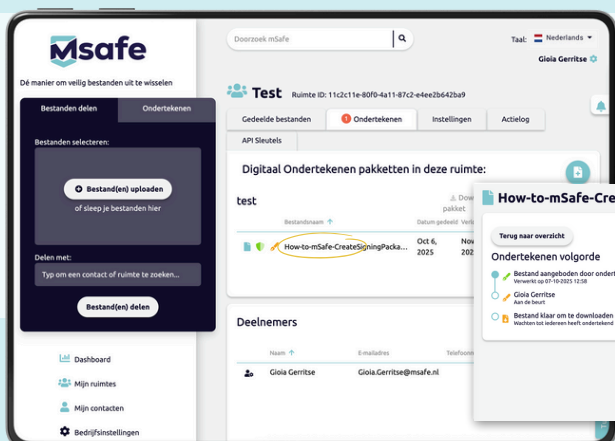 Msafe
Dé manier om veilig bestanden uit te wisselen
Bestanden delen
Ondertekenen
Bestanden selecteren:
Bestand(en) uploaden
of sleep je bestanden hier
Delen met:
Typ om een contact of ruimte te zoeken...
Bestand(en) delen
Dashboard
Mijn ruimtes
Mijn contacten
Bedrijfsinstellingen
Doorzoek mSafe
Taal: Nederlands
Gioia Gerritse
Test Ruimte ID: 11c2c11e-80f0-4a11-87c2-e4ee2b642ba9
Gedeelde bestanden
1 Ondertekenen
Instellingen
Actielog
API Sleutels
Digitaal Ondertekenen pakketten in deze ruimte:
test
Dow
pakket
Bestandsnaam
Datum gedeeld
Verl
How-to-mSafe-CreateSigningPacka...
Oct 6,
2025
Nov
202
Deelnemers
Naam
E-mailadres
Telefoonn
Gioia Gerritse
Gioia.Gerritse@msafe.nl
How-to-mSafe-Cre
Terug naar overzicht
Ondertekenen volgorde
Bestand aangeboden door ondert
Verwerkt op 07-10-2025 12:58
Gioia Gerritse
Aan de beurt
Bestand klaar om te downloaden
Wachten tot iedereen heeft ondertekend